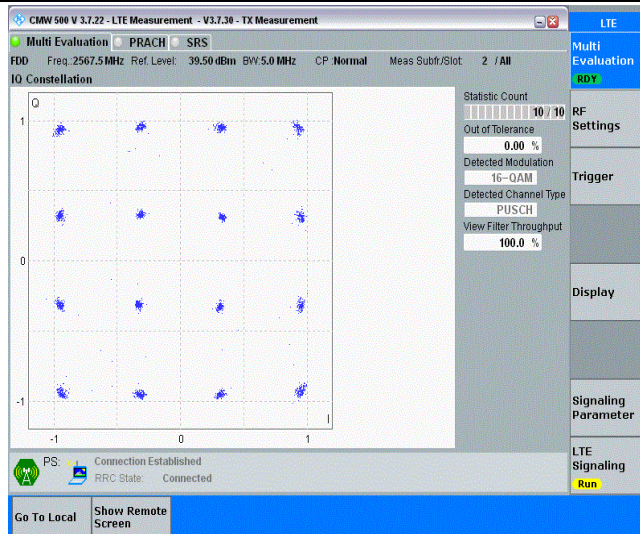 CMW 500 V 3.7.22 - LTE Measurement - V3.7.30 - TX Measurement
LTE
Multi Evaluation PRACH SRS
Multi
Evaluation
RDY
FDD Freg.:2567.5 MHz Ref. Level: 39.50 dBm BW:5.0 MHz CP :Normal Meas Subfr./Slot: 2 / All
IQ Constellation
Q
1
0
-1
-1 0 1
I
Statistic Count
10 / 10
Out of Tolerance
0.00 %
Detected Modulation
16-QAM
Detected Channel Type
PUSCH
View Filter Throughput
100.0 %
RF
Settings
Trigger
Display
Signaling
Parameter
LTE
Signaling
Run
PS: Connection Established
RRC State: Connected
Go To Local
Show Remote
Screen